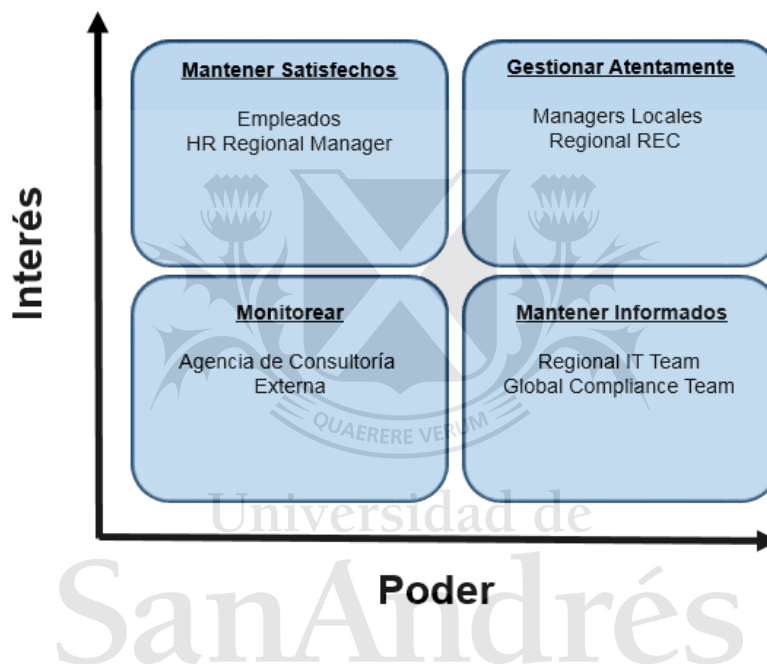 Mantener Satisfechos
Empleados
HR Regional Manager
Gestionar Atentamente
Managers Locales
Regional REC
Interés
Monitorear
Agencia de Consultoría
Externa
Mantener Informados
Regional IT Team
Global Compliance Team
QUAERERE VERUM
Universidad de
Poder
SanAndrés